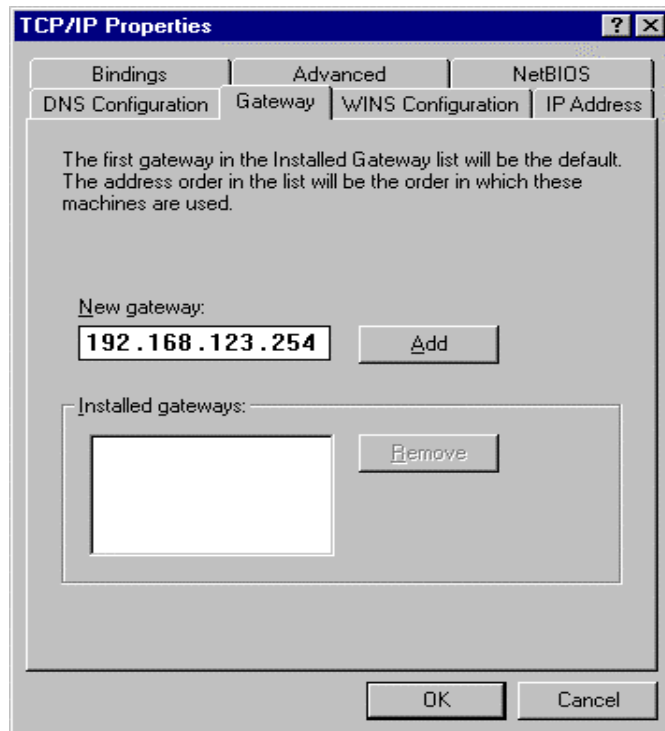 TCP/IP Properties
Bindings Advanced NetBIOS
DNS Configuration Gateway WINS Configuration IP Address
The first gateway in the Installed Gateway list will be the default.
The address order in the list will be the order in which these
machines are used.
New gateway:
192.168.123.254 Add
Installed gateways:
Remove
OK Cancel